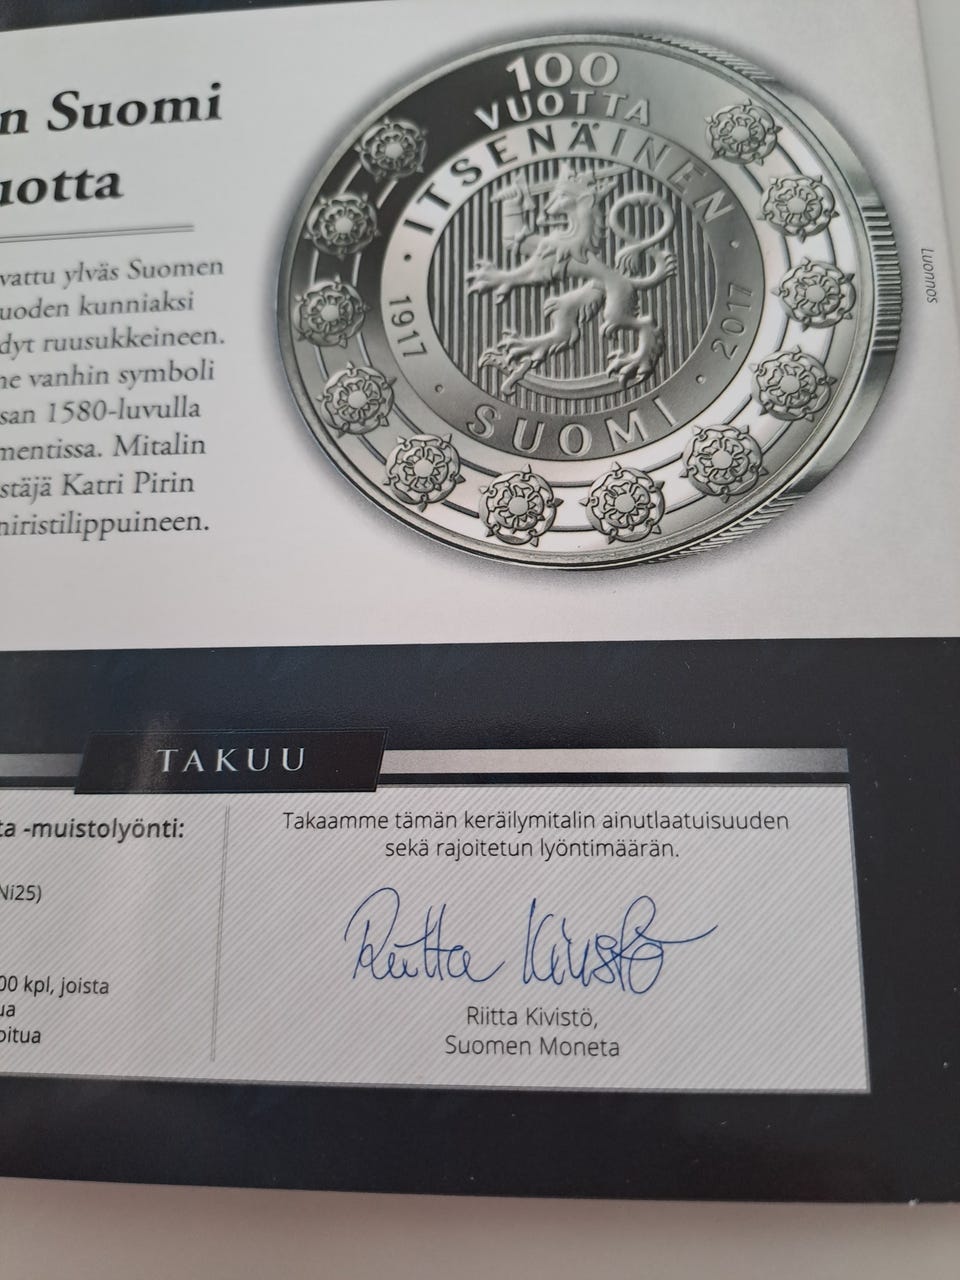 n Suomi
uotta
vattu ylväs Suomen
uoden kunniaksi
dyt ruusukkeineen.
ne vanhin symboli
san 1580-luvulla
mentissa. Mitalin
stäjä Katri Pirin
niristilippuineen.
100
VUOTTA
ITSENÄINEN
1917
2017
SUOMI
Luonnos
TAKUU
ta -muistolyönti:
Ni25)
00 kpl, joista
ua
oitua
Takaamme tämän keräilymitalin ainutlaatuisuuden
sekä rajoitetun lyöntimäärän.
Riitta Kivistö
Riitta Kivistö,
Suomen Moneta